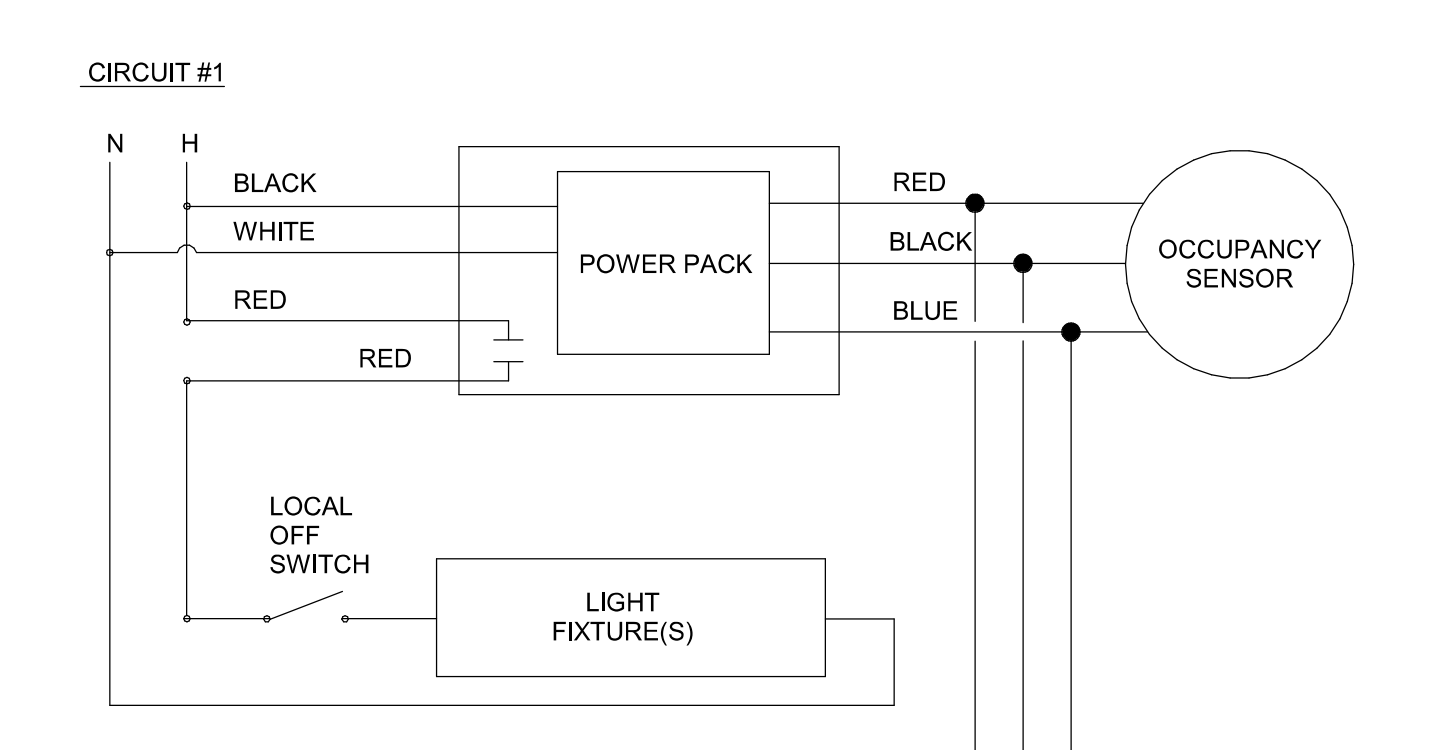 CIRCUIT #1
N
H
BLACK
WHITE
RED
RED
POWER PACK
RED
BLACK
BLUE
OCCUPANCY
SENSOR
LOCAL
OFF
SWITCH
LIGHT
FIXTURE(S)